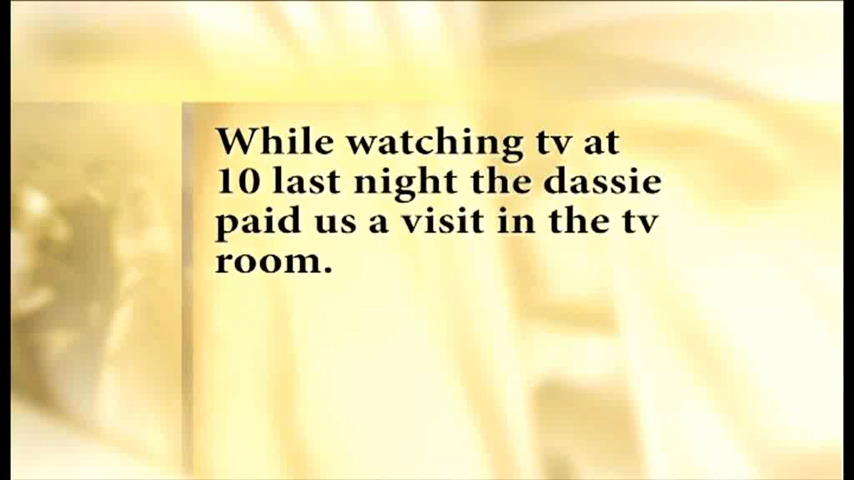 While watching tv at
10 last night the dassie
paid us a visit in the tv
room.